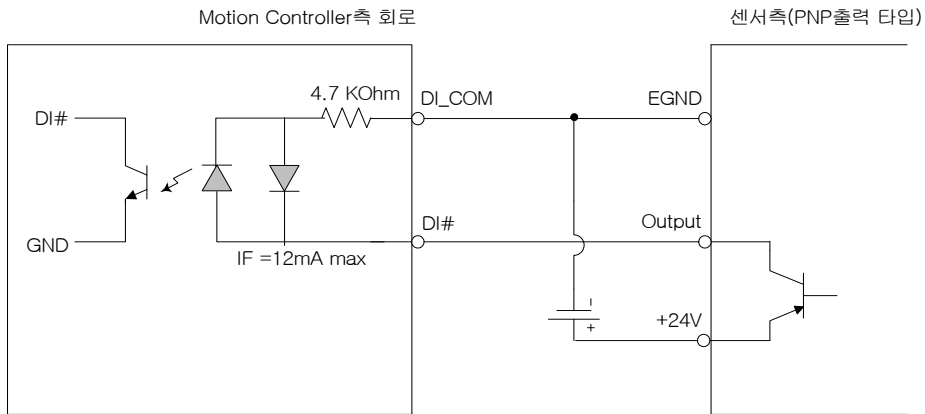 Motion Controller측 회로
센서측(PNP출력 타입)
4.7 KOhm
DI_COM
EGND
DI#
DI#
Output
GND
IF =12mA max
-
+
+24V